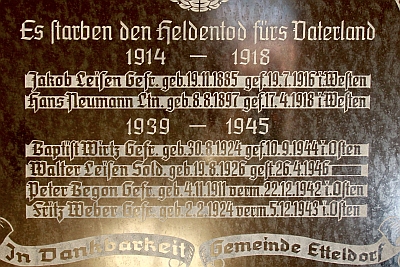 Es starben den Heldentod fürs Vaterland
1914 — 1918
Jakob Leisen Gefr. geb. 19.11.1885 gef. 19.7.1916 i. Westen
Hans Neumann Ltn. geb. 8.8.1897 gef. 17.4.1918 i. Westen
1939 — 1945
Baptist Wirtz Gefr. geb. 30.8.1924 gef. 10.9.1944 i. Osten
Walter Leisen Sold. geb. 19.8.1926 gest. 26.4.1946
Peter Begon Gefr. geb. 4.11.1911 verm. 22.12.1942 i. Osten
Fritz Weber Gefr. geb. 2.2.1924 verm. 5.12.1943 i. Osten
In Dankbarkeit Gemeinde Etteldorf